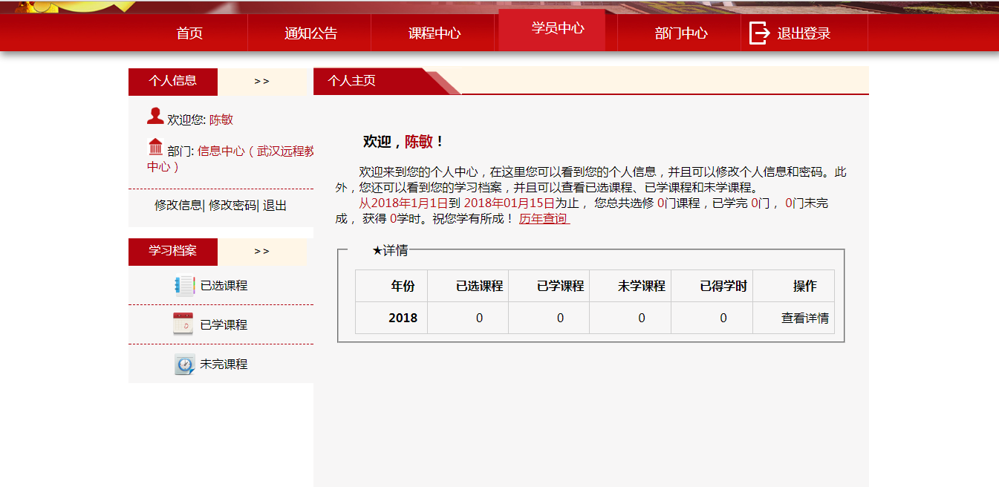 首页 通知公告 课程中心 学员中心 部门中心 退出登录
个人信息 >>
欢迎您: 陈敏
部门: 信息中心（武汉远程教
中心）
修改信息| 修改密码| 退出
学习档案 >>
已选课程
已学课程
未完课程
个人主页
欢迎，陈敏！
欢迎来到您的个人中心，在这里您可以看到您的个人信息，并且可以修改个人信息和密码。此
外，您还可以看到您的学习档案，并且可以查看已选课程、已学课程和未学课程。
从2018年1月1日到 2018年01月15日为止， 您总共选修 0门课程，已学完 0门， 0门未完
成， 获得 0学时。祝您学有所成！ 历年查询
★详情
年份 已选课程 已学课程 未学课程 已得学时 操作
2018 0 0 0 0 查看详情